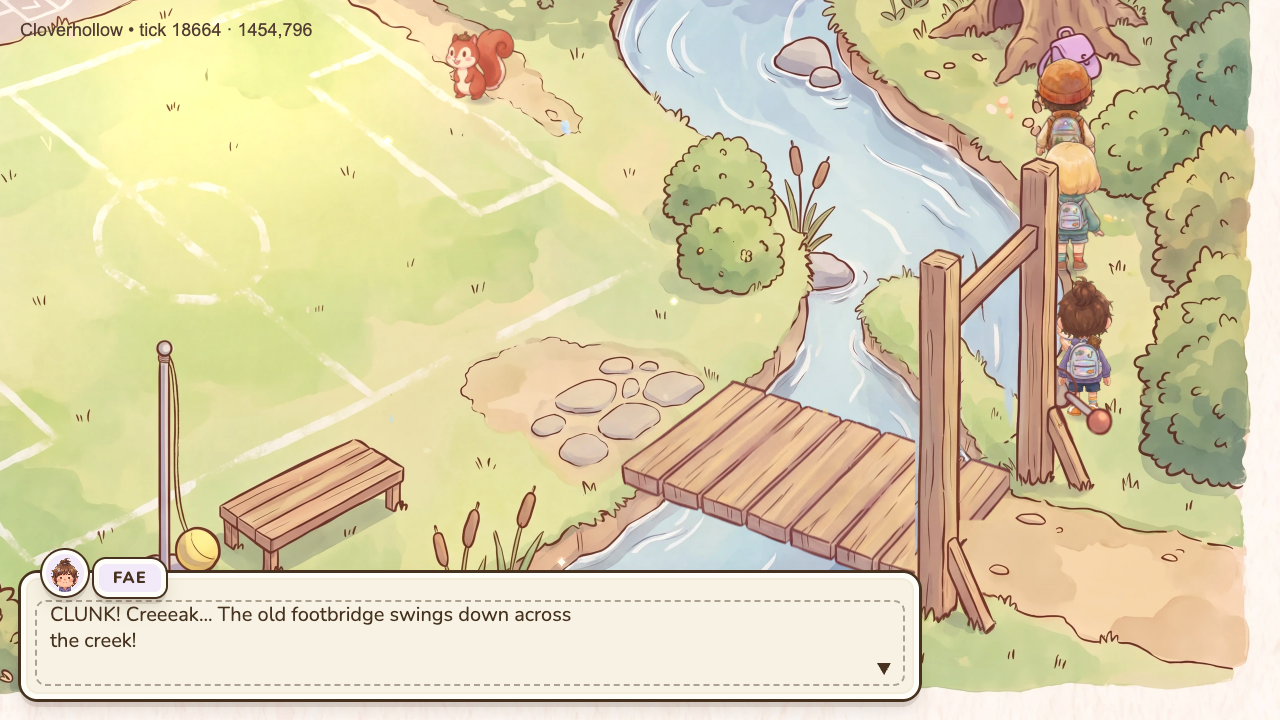 Cloverhollow • tick 18664 · 1454,796
FAE
CLUNK! Creeeak... The old footbridge swings down across
the creek!